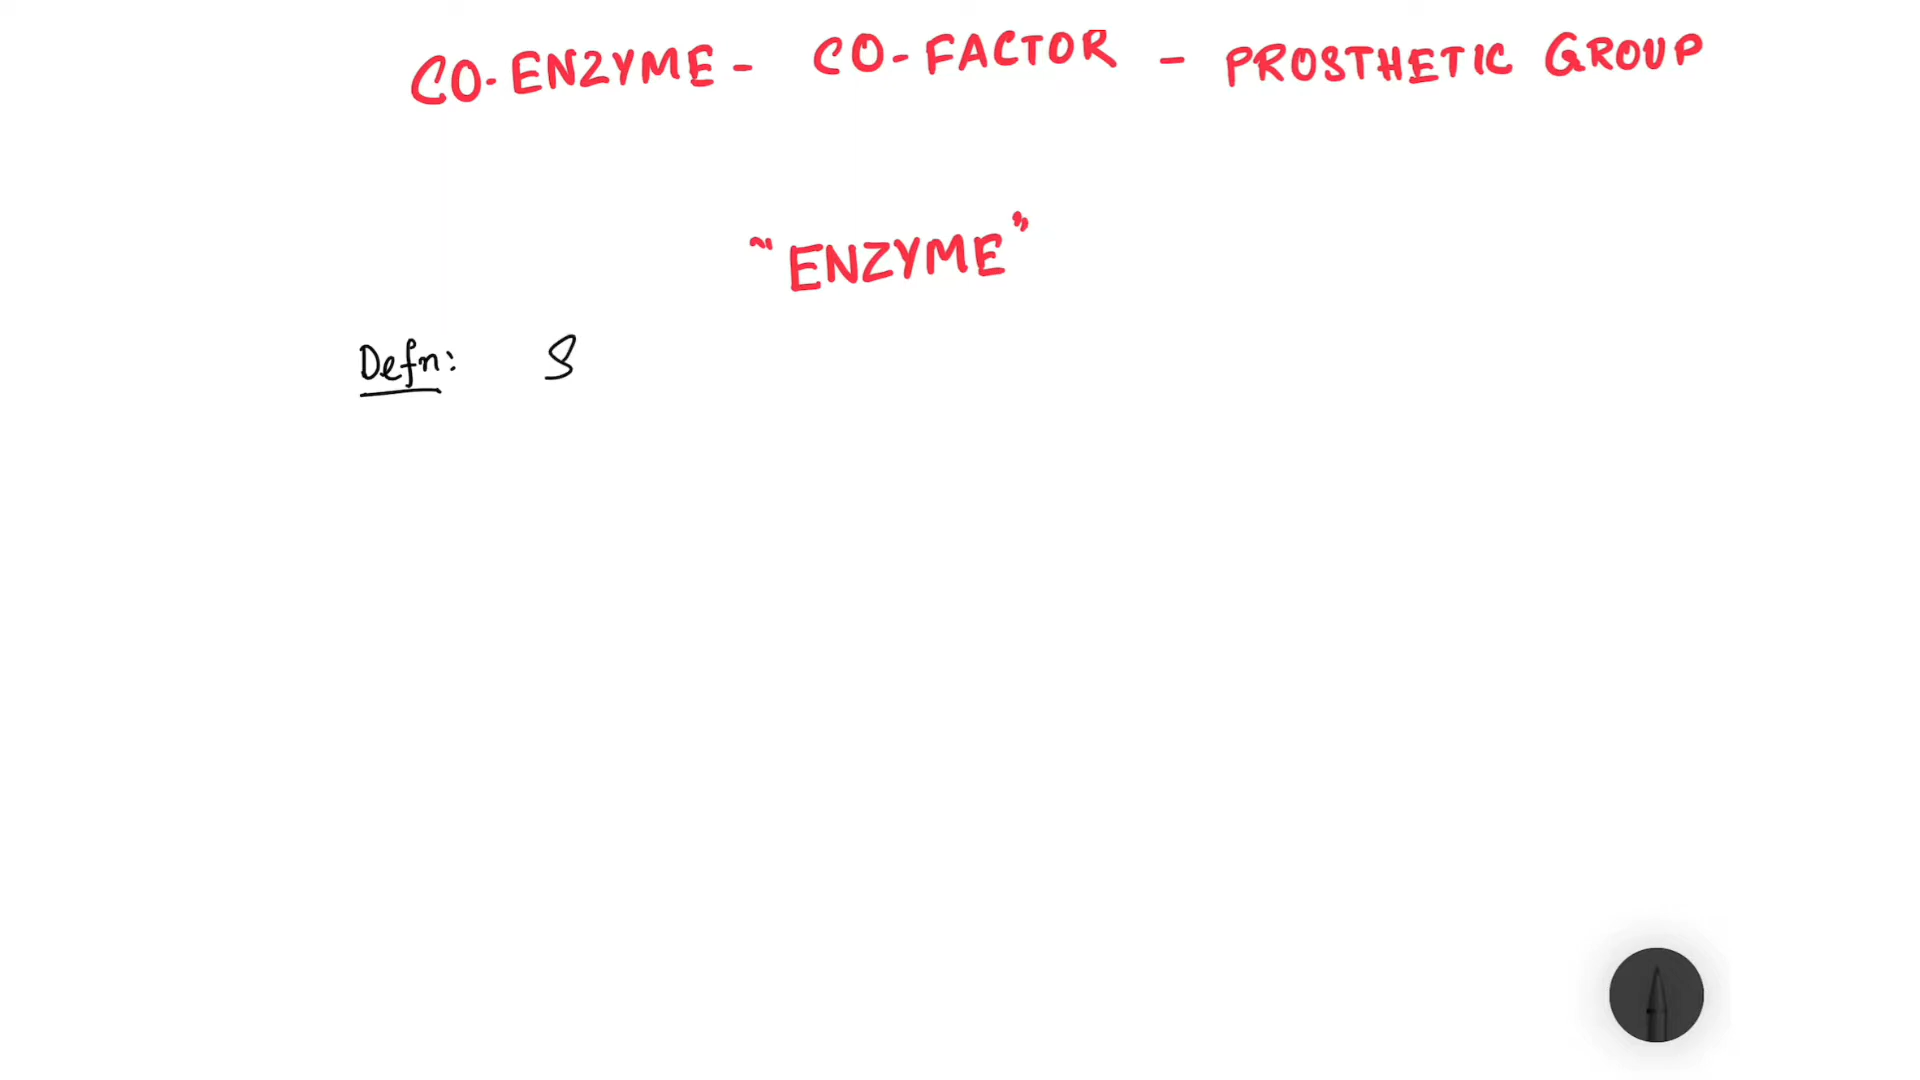 CO-ENZYME - CO-FACTOR - PROSTHETIC GROUP
"ENZYME"
Defn: S